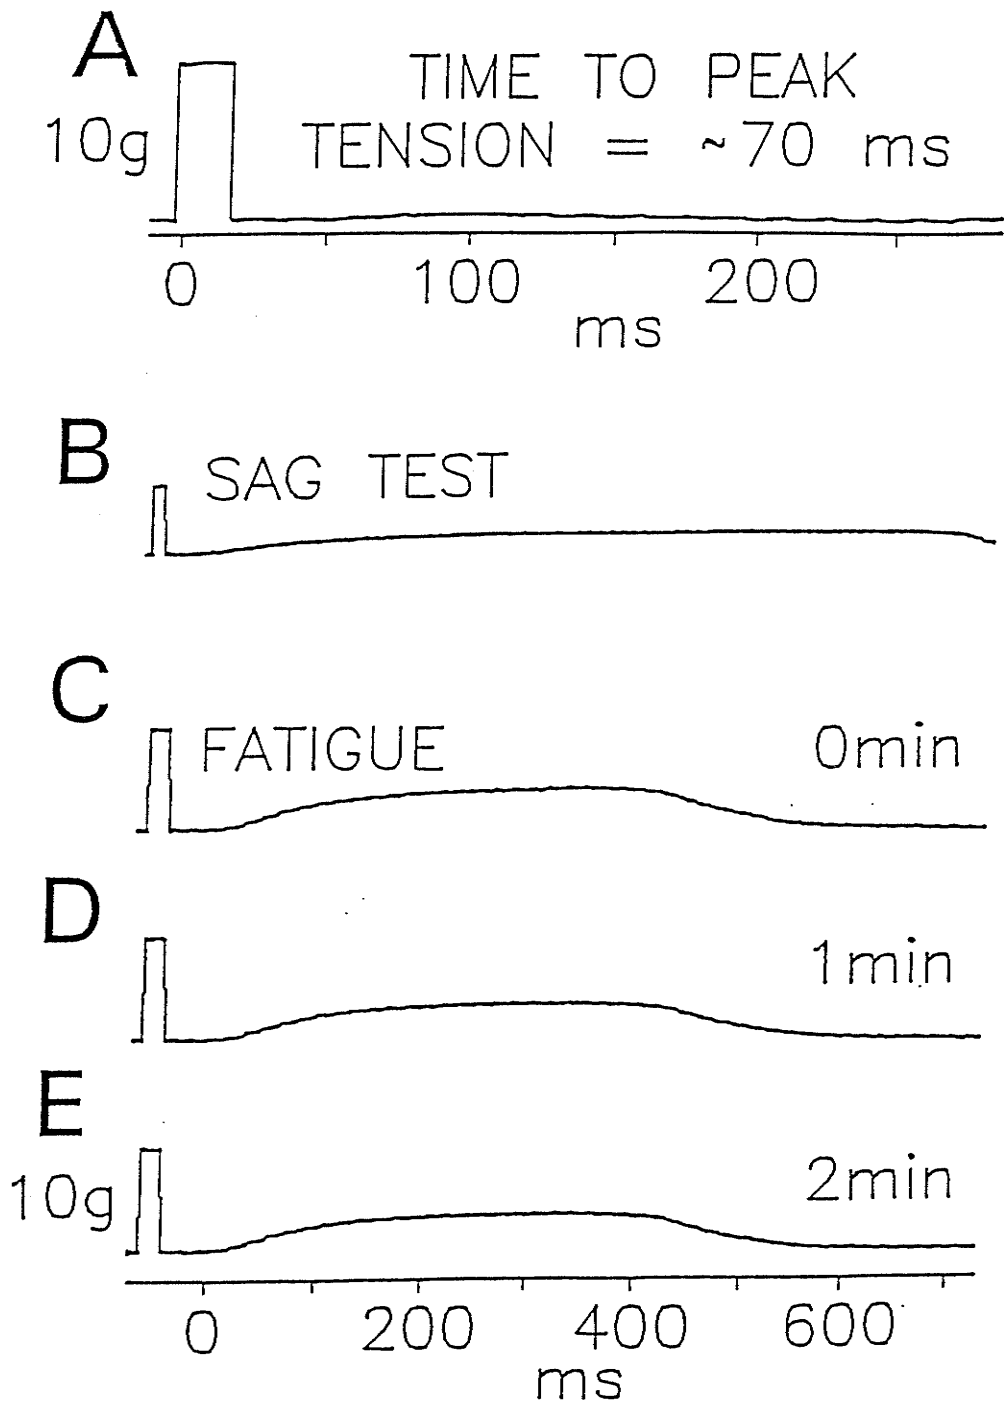 A
TIME TO PEAK
10g
TENSION = ~70 ms
0 100 200
ms
B
SAG TEST
C
FATIGUE 0min
D
1min
E
10g
2min
0 200 400 600
ms